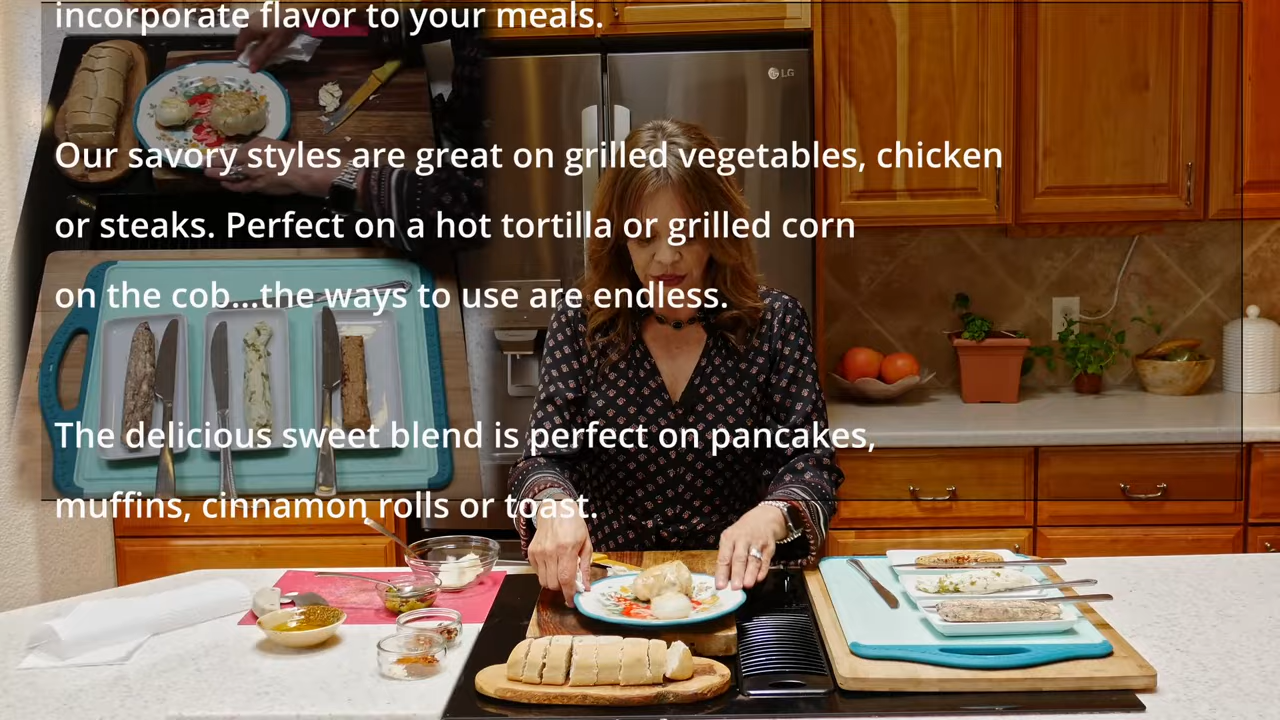 incorporate flavor to your meals.
LG
Our savory styles are great on grilled vegetables, chicken
or steaks. Perfect on a hot tortilla or grilled corn
on the cob...the ways to use are endless.
The delicious sweet blend is perfect on pancakes,
muffins, cinnamon rolls or toast.